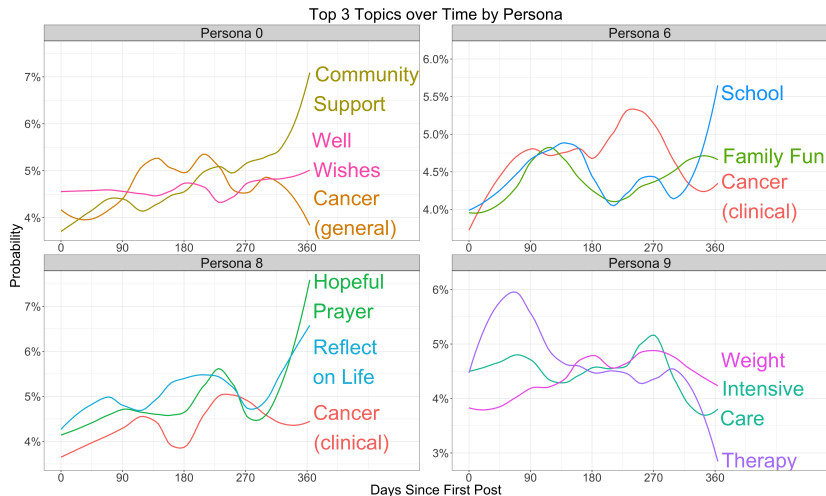 Top 3 Topics over Time by Persona
Persona 0
7%
6%
5%
4%
Community
Support
Well
Wishes
Cancer
(general)
0 90 180 270 360
Persona 6
6.0%
5.5%
5.0%
4.5%
4.0%
School
Family Fun
Cancer
(clinical)
0 90 180 270 360
Probability
Persona 8
7%
6%
5%
4%
Hopeful
Prayer
Reflect
on Life
Cancer
(clinical)
0 90 180 270 360
Persona 9
6%
5%
4%
3%
Weight
Intensive
Care
Therapy
0 90 180 270 360
Days Since First Post